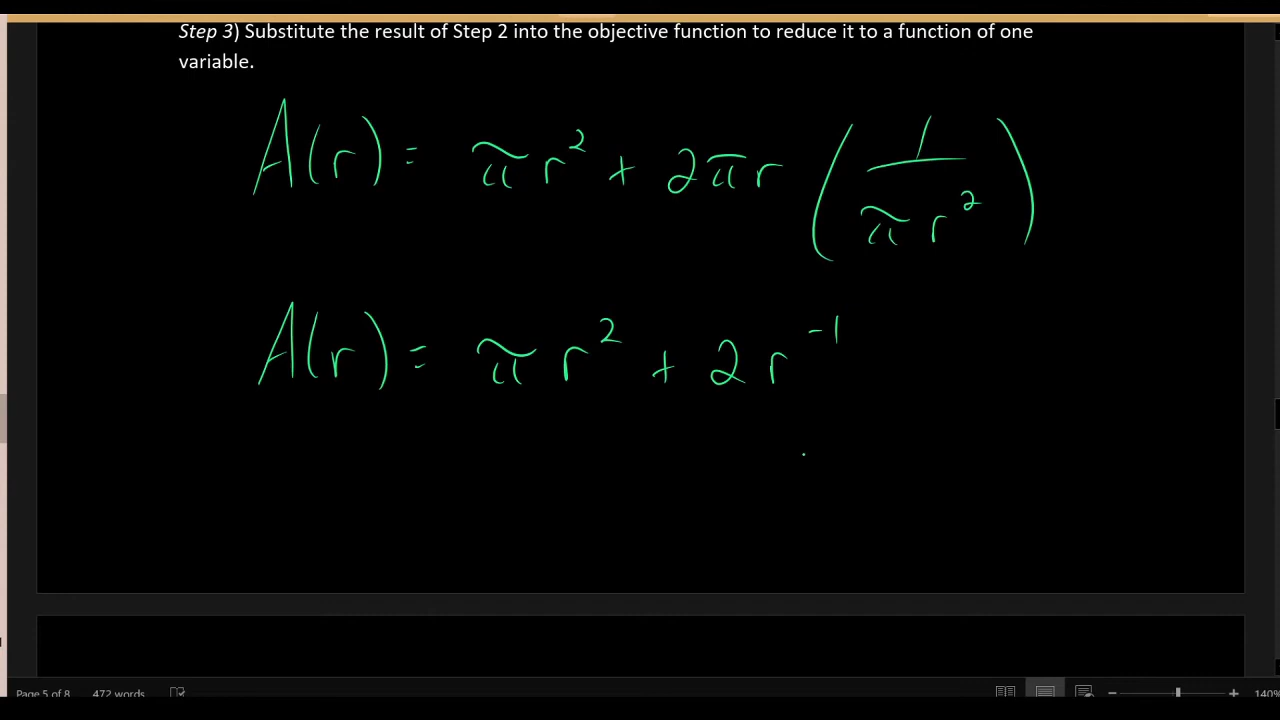 Step 3) Substitute the result of Step 2 into the objective function to reduce it to a function of one
variable.
A(r) = πr² + 2πr (1/πr²)
A(r) = πr² + 2r⁻¹
Page 5 of 8 472 words 140%